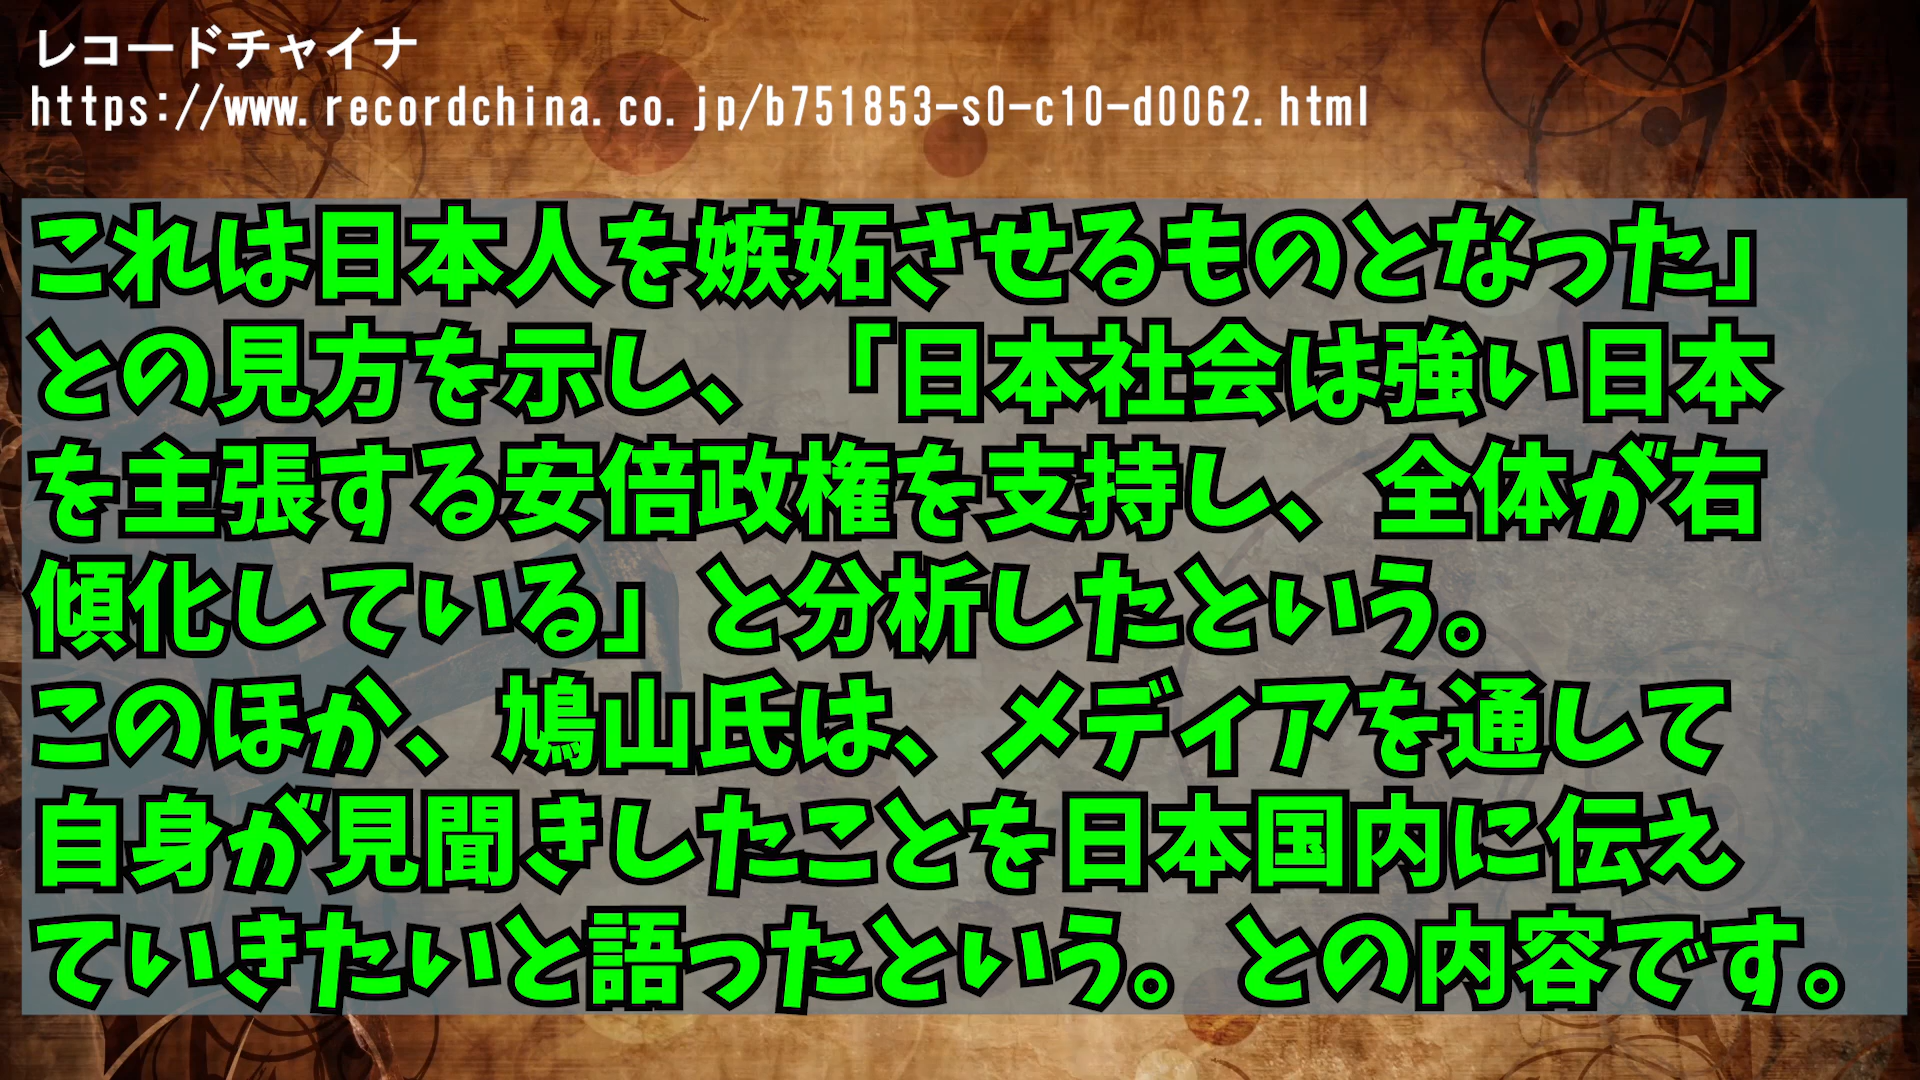 レコードチャイナ
https://www.recordchina.co.jp/b751853-s0-c10-d0062.html
これは日本人を嫉妬させるものとなった」
との見方を示し、「日本社会は強い日本
を主張する安倍政権を支持し、全体が右
傾化している」と分析したという。
このほか、鳩山氏は、メディアを通して
自身が見聞きしたことを日本国内に伝え
ていきたいと語ったという。との内容です。